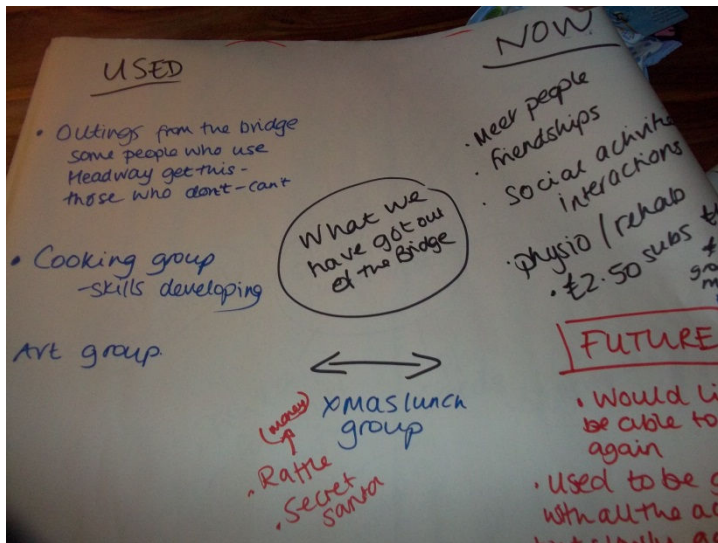 USED
• Outings from the bridge
some people who use
Headway get this -
those who don't - can't
• Cooking group
- skills developing
Art group.
What we
have got out
of the Bridge
xmas lunch
group
(money)
• Raffle
• Secret
santa
NOW
• Meet people
• friendships
• social activities
interactions
• physio / rehab
• £2.50 subs
FUTURE
• Would
be able to
again
• Used to be
with all the